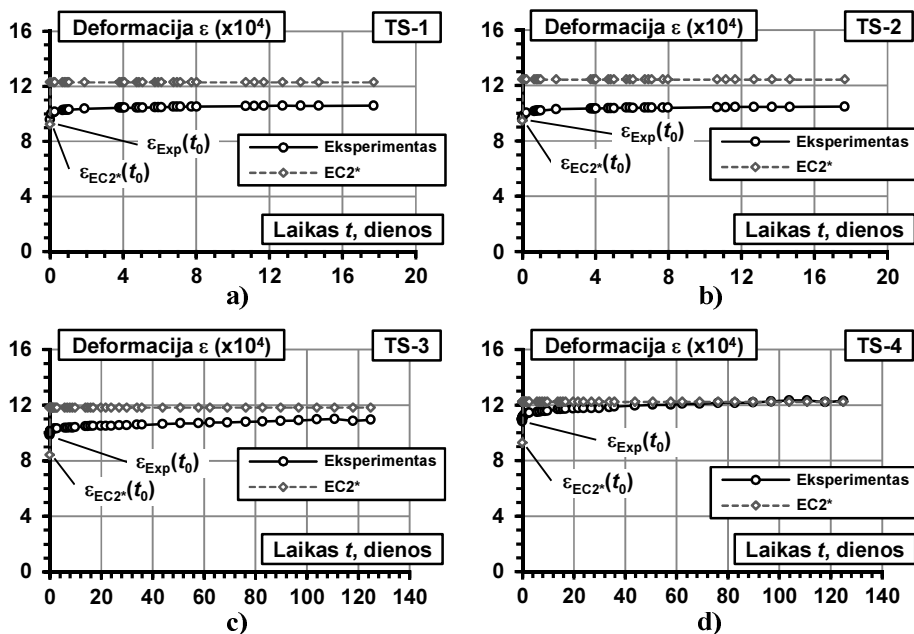 Deformacija ε (x10⁴)
TS-1
16
12
8
4
0
ε_Exp(t₀)
ε_EC2*(t₀)
Eksperimentas
EC2*
Laikas t, dienos
0 4 8 12 16 20
a)
Deformacija ε (x10⁴)
TS-2
16
12
8
4
0
ε_Exp(t₀)
ε_EC2*(t₀)
Eksperimentas
EC2*
Laikas t, dienos
0 4 8 12 16 20
b)
Deformacija ε (x10⁴)
TS-3
16
12
8
4
0
ε_Exp(t₀)
ε_EC2*(t₀)
Eksperimentas
EC2*
Laikas t, dienos
0 20 40 60 80 100 120 140
c)
Deformacija ε (x10⁴)
TS-4
16
12
8
4
0
ε_Exp(t₀)
ε_EC2*(t₀)
Eksperimentas
EC2*
Laikas t, dienos
0 20 40 60 80 100 120 140
d)